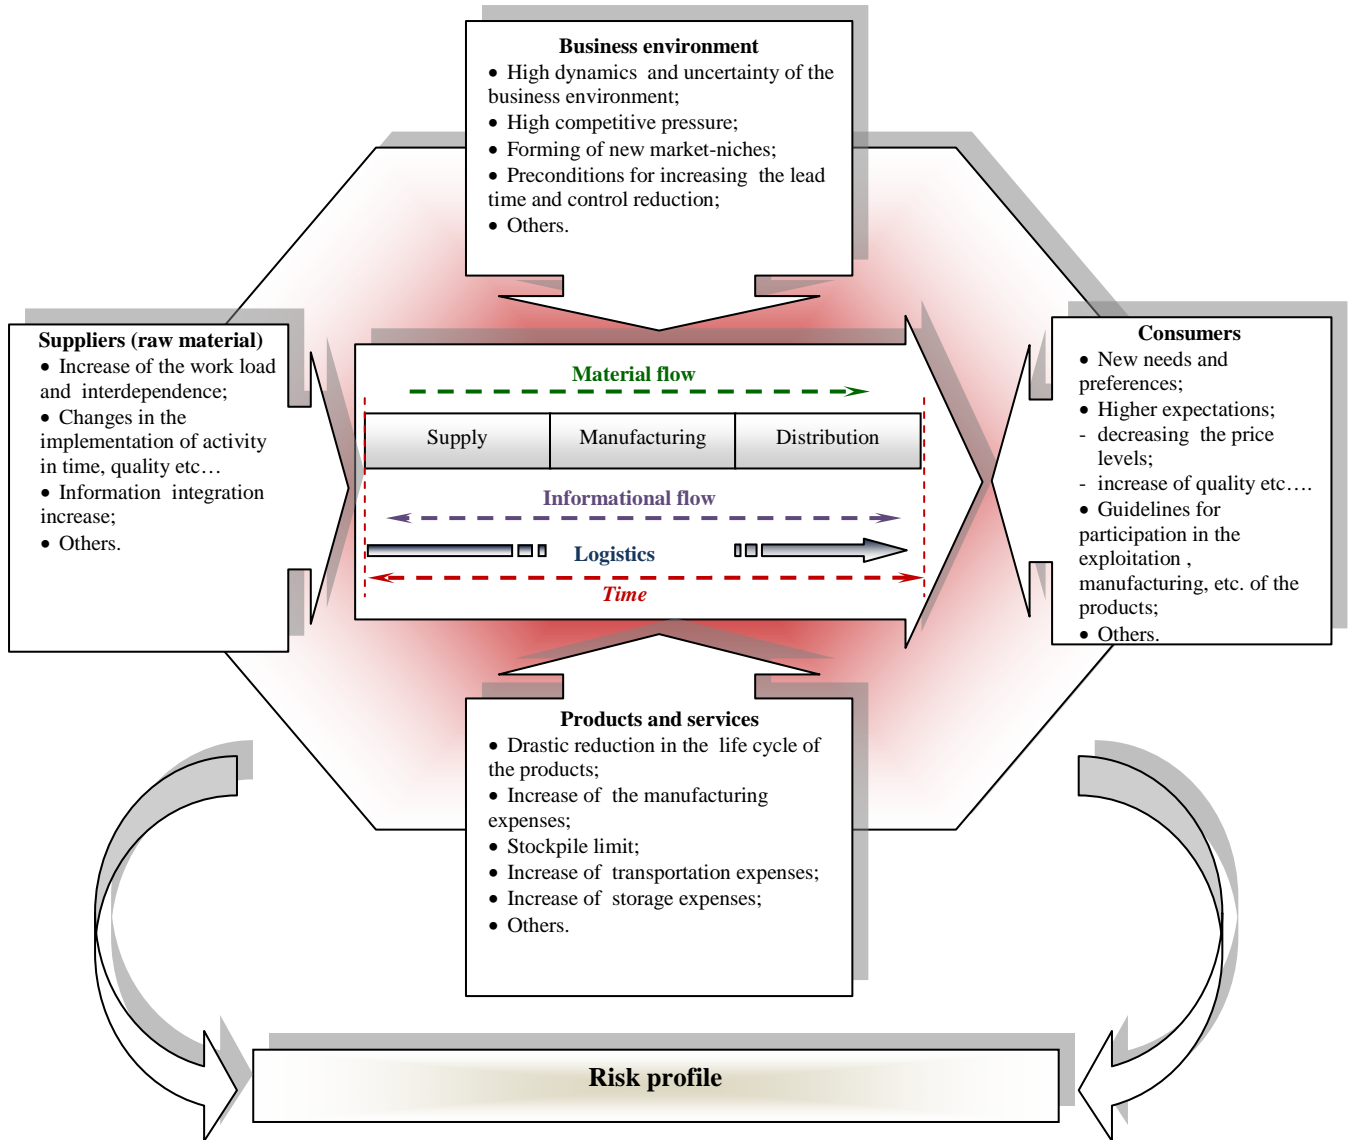 Business environment
• High dynamics and uncertainty of the
business environment;
• High competitive pressure;
• Forming of new market-niches;
• Preconditions for increasing the lead
time and control reduction;
• Others.
Suppliers (raw material)
• Increase of the work load
and interdependence;
• Changes in the
implementation of activity
in time, quality etc…
• Information integration
increase;
• Others.
Material flow
Supply
Manufacturing
Distribution
Informational flow
Logistics
Time
Consumers
• New needs and
preferences;
• Higher expectations;
- decreasing the price
levels;
- increase of quality etc….
• Guidelines for
participation in the
exploitation ,
manufacturing, etc. of the
products;
• Others.
Products and services
• Drastic reduction in the life cycle of
the products;
• Increase of the manufacturing
expenses;
• Stockpile limit;
• Increase of transportation expenses;
• Increase of storage expenses;
• Others.
Risk profile